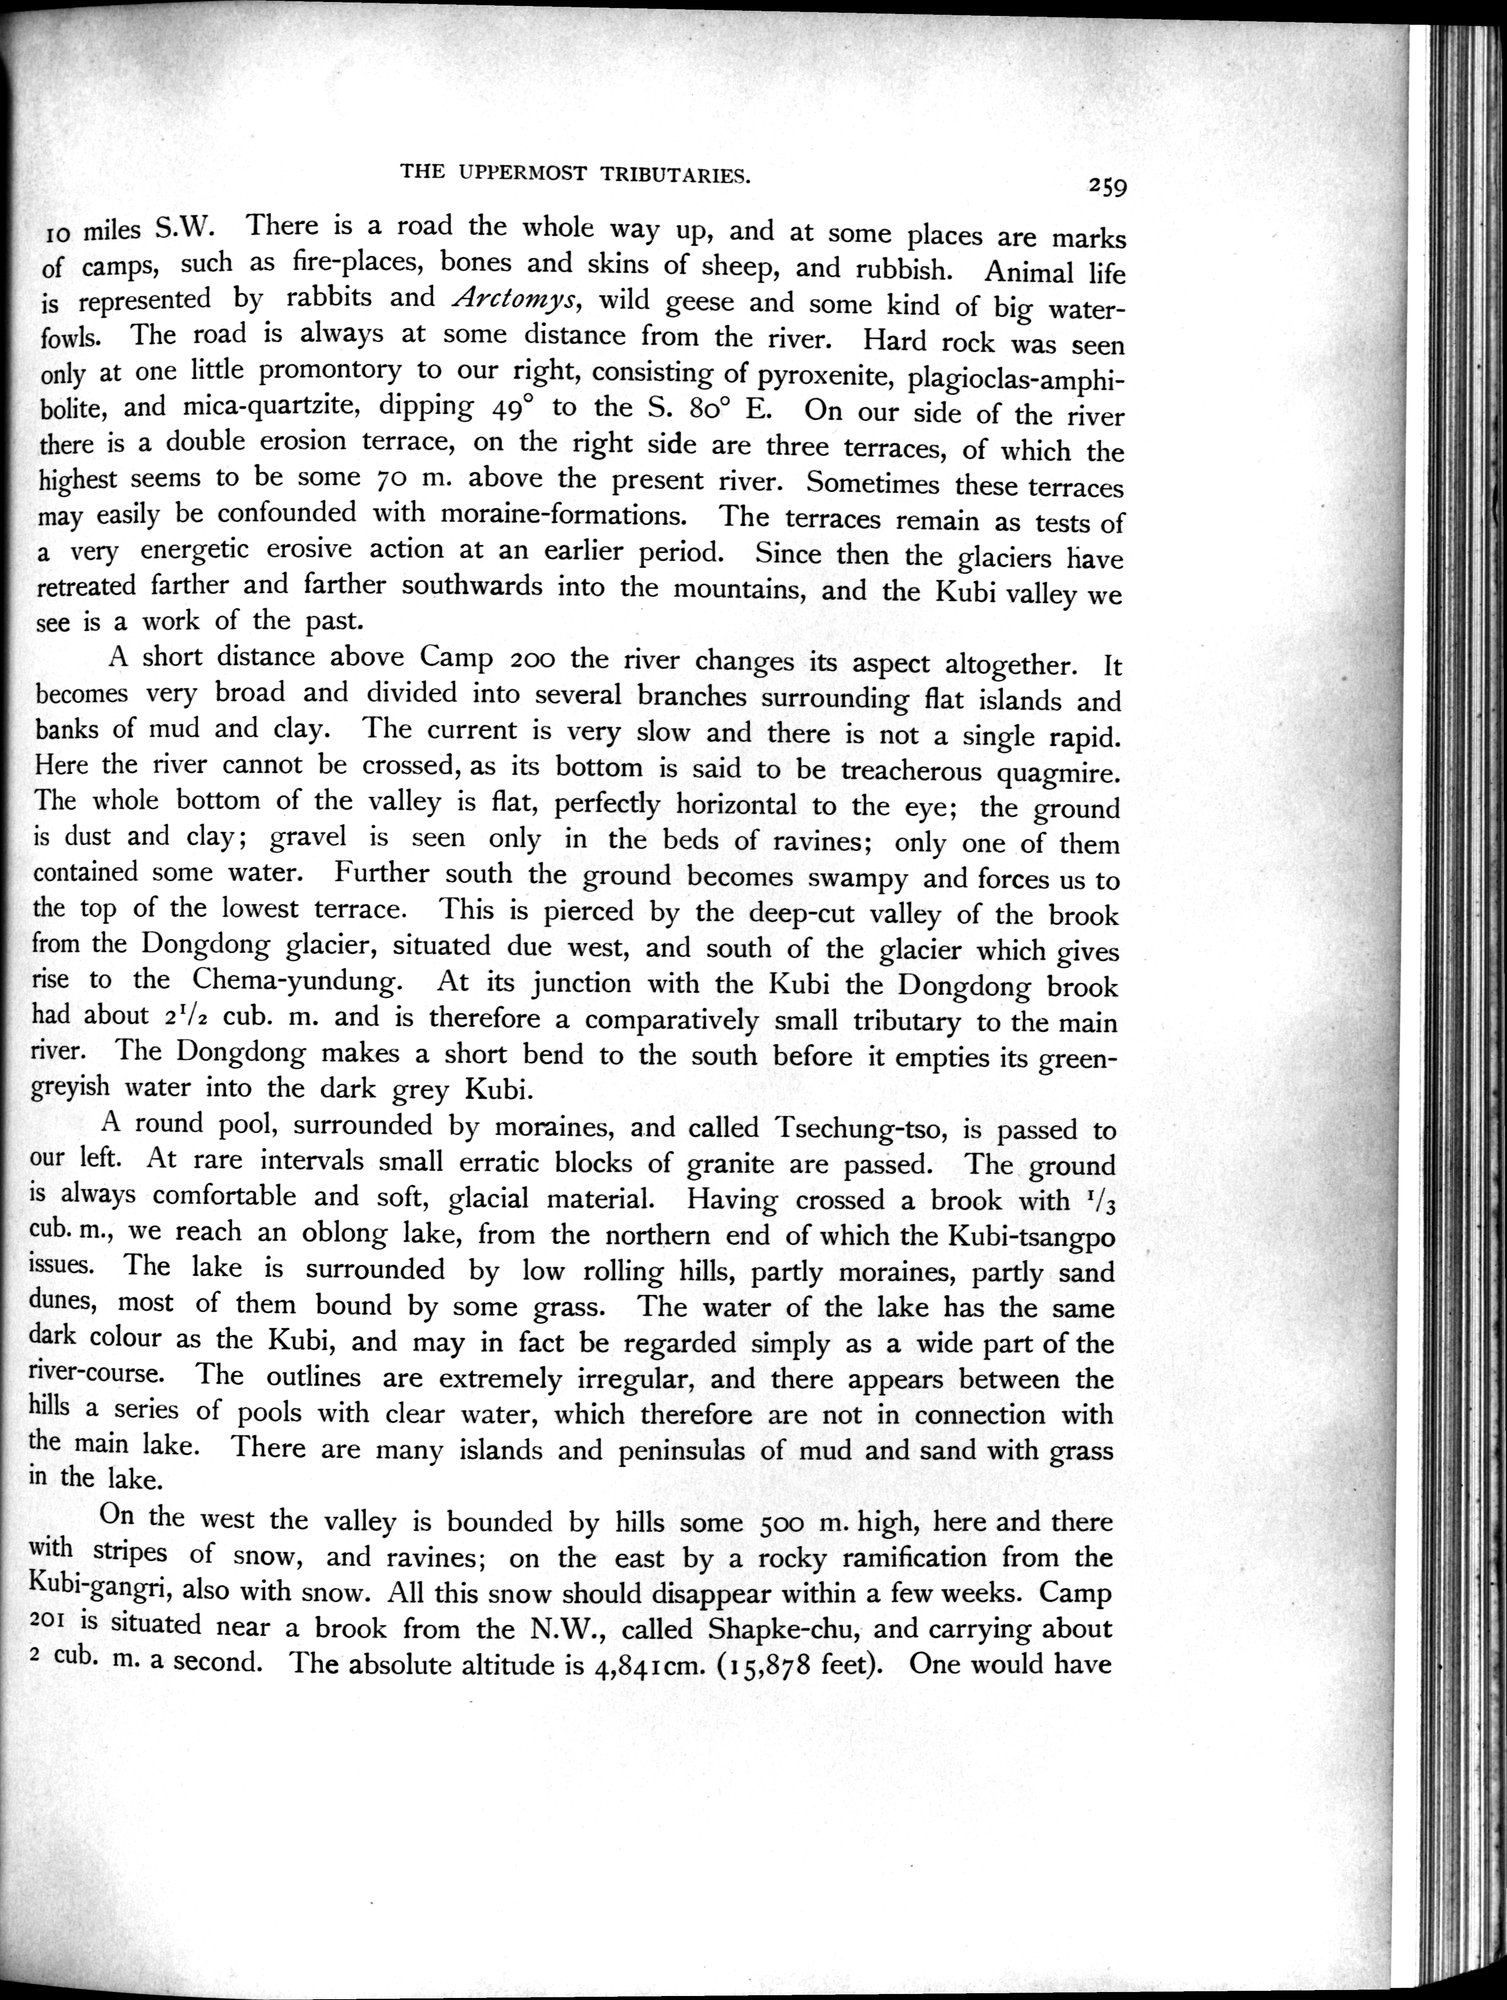 THE UPPERMOST TRIBUTARIES.
259
10 miles S.W. There is a road the whole way up, and at some places are marks
of camps, such as fire-places, bones and skins of sheep, and rubbish. Animal life
is represented by rabbits and Arctomys, wild geese and some kind of big water-
fowls. The road is always at some distance from the river. Hard rock was seen
only at one little promontory to our right, consisting of pyroxenite, plagioclas-amphi-
bolite, and mica-quartzite, dipping 49° to the S. 80° E. On our side of the river
there is a double erosion terrace, on the right side are three terraces, of which the
highest seems to be some 70 m. above the present river. Sometimes these terraces
may easily be confounded with moraine-formations. The terraces remain as tests of
a very energetic erosive action at an earlier period. Since then the glaciers have
retreated farther and farther southwards into the mountains, and the Kubi valley we
see is a work of the past.
A short distance above Camp 200 the river changes its aspect altogether. It
becomes very broad and divided into several branches surrounding flat islands and
banks of mud and clay. The current is very slow and there is not a single rapid.
Here the river cannot be crossed, as its bottom is said to be treacherous quagmire.
The whole bottom of the valley is flat, perfectly horizontal to the eye; the ground
is dust and clay; gravel is seen only in the beds of ravines; only one of them
contained some water. Further south the ground becomes swampy and forces us to
the top of the lowest terrace. This is pierced by the deep-cut valley of the brook
from the Dongdong glacier, situated due west, and south of the glacier which gives
rise to the Chema-yundung. At its junction with the Kubi the Dongdong brook
had about 2 1/2 cub. m. and is therefore a comparatively small tributary to the main
river. The Dongdong makes a short bend to the south before it empties its green-
greyish water into the dark grey Kubi.
A round pool, surrounded by moraines, and called Tsechung-tso, is passed to
our left. At rare intervals small erratic blocks of granite are passed. The ground
is always comfortable and soft, glacial material. Having crossed a brook with 1/3
cub. m., we reach an oblong lake, from the northern end of which the Kubi-tsangpo
issues. The lake is surrounded by low rolling hills, partly moraines, partly sand
dunes, most of them bound by some grass. The water of the lake has the same
dark colour as the Kubi, and may in fact be regarded simply as a wide part of the
river-course. The outlines are extremely irregular, and there appears between the
hills a series of pools with clear water, which therefore are not in connection with
the main lake. There are many islands and peninsulas of mud and sand with grass
in the lake.
On the west the valley is bounded by hills some 500 m. high, here and there
with stripes of snow, and ravines; on the east by a rocky ramification from the
Kubi-gangri, also with snow. All this snow should disappear within a few weeks. Camp
201 is situated near a brook from the N.W., called Shapke-chu, and carrying about
2 cub. m. a second. The absolute altitude is 4,841cm. (15,878 feet). One would have